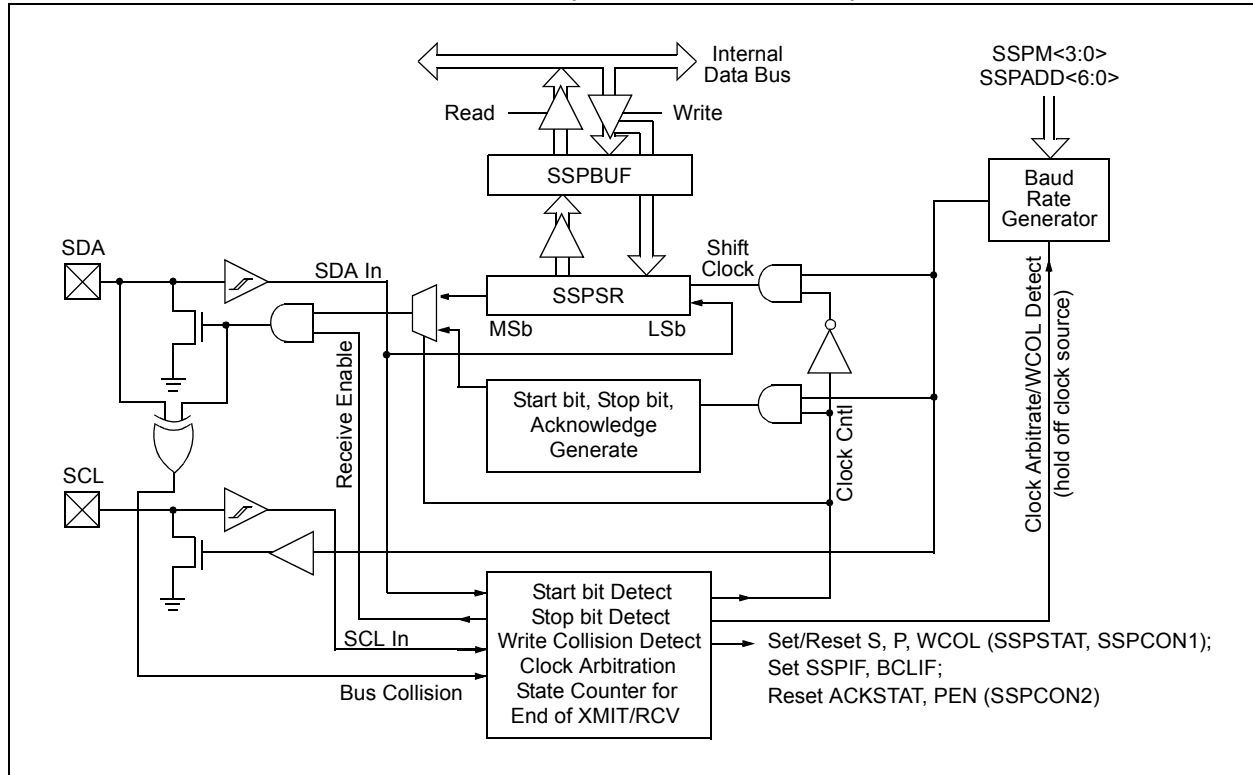 Internal
Data Bus
SSPM<3:0>
SSPADD<6:0>
Read
Write
SSPBUF
Baud
Rate
Generator
SDA
SDA In
Shift
Clock
SSPSR
MSb
LSb
Receive Enable
Start bit, Stop bit,
Acknowledge
Generate
Clock Cntl
Clock Arbitrate/WCOL Detect
(hold off clock source)
SCL
SCL In
Bus Collision
Start bit Detect
Stop bit Detect
Write Collision Detect
Clock Arbitration
State Counter for
End of XMIT/RCV
Set/Reset S, P, WCOL (SSPSTAT, SSPCON1);
Set SSPIF, BCLIF;
Reset ACKSTAT, PEN (SSPCON2)